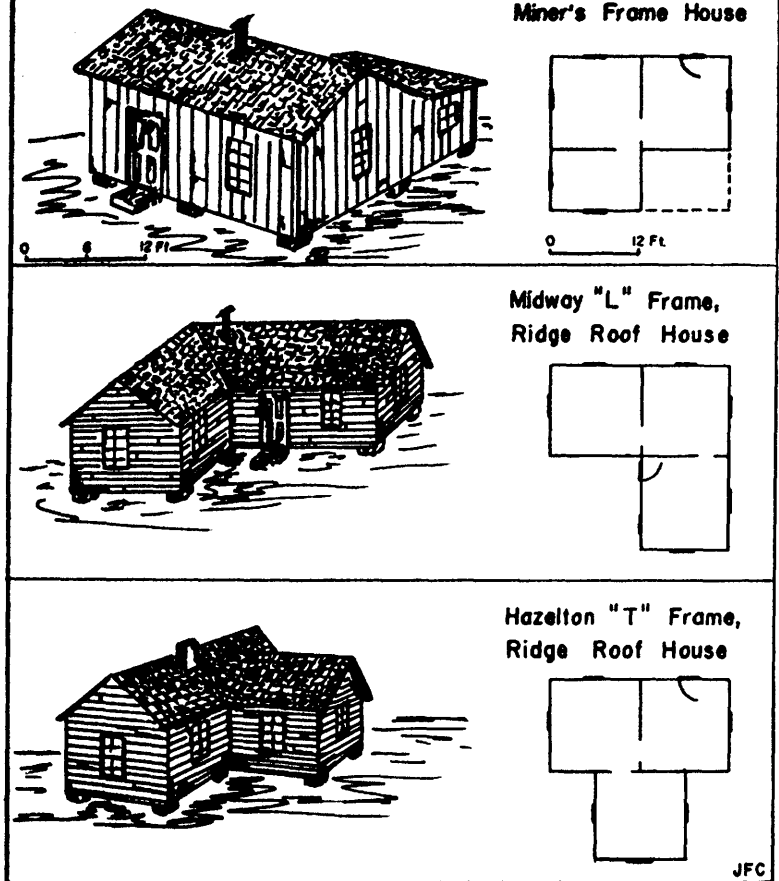 Miner's Frame House
0 6 12 Ft
0 12 Ft.
Midway "L" Frame,
Ridge Roof House
Hazelton "T" Frame,
Ridge Roof House
JFC